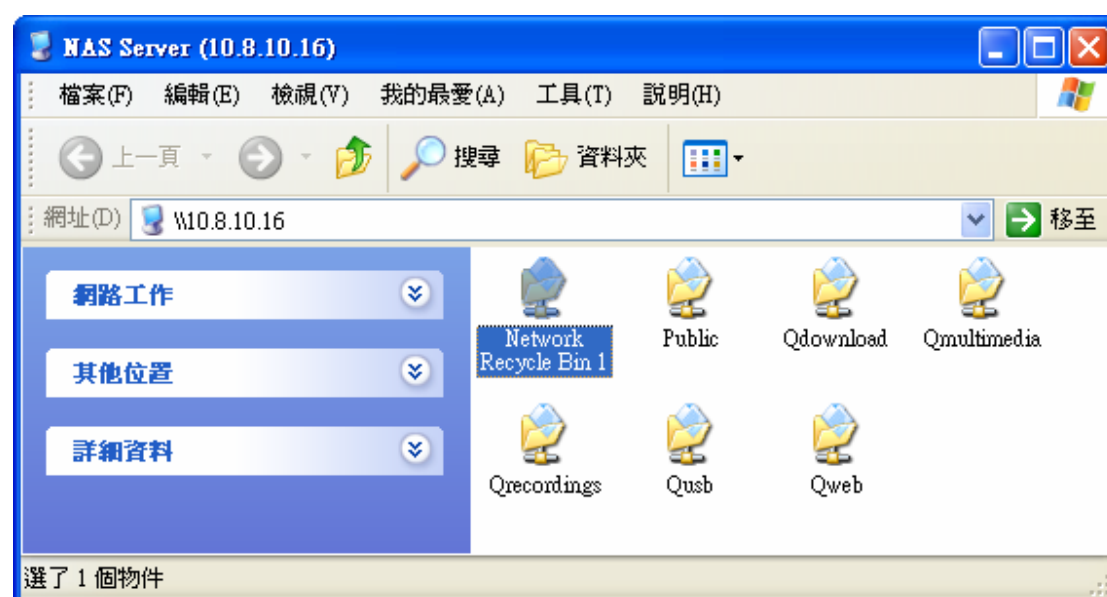 NAS Server (10.8.10.16)
檔案(F) 編輯(E) 檢視(V) 我的最愛(A) 工具(T) 說明(H)
上一頁 搜尋 資料夾
網址(D) \\10.8.10.16 移至
網路工作
其他位置
詳細資料
Network Public Qdownload Qmultimedia
Recycle Bin 1
Qrecordings Qusb Qweb
選了 1 個物件